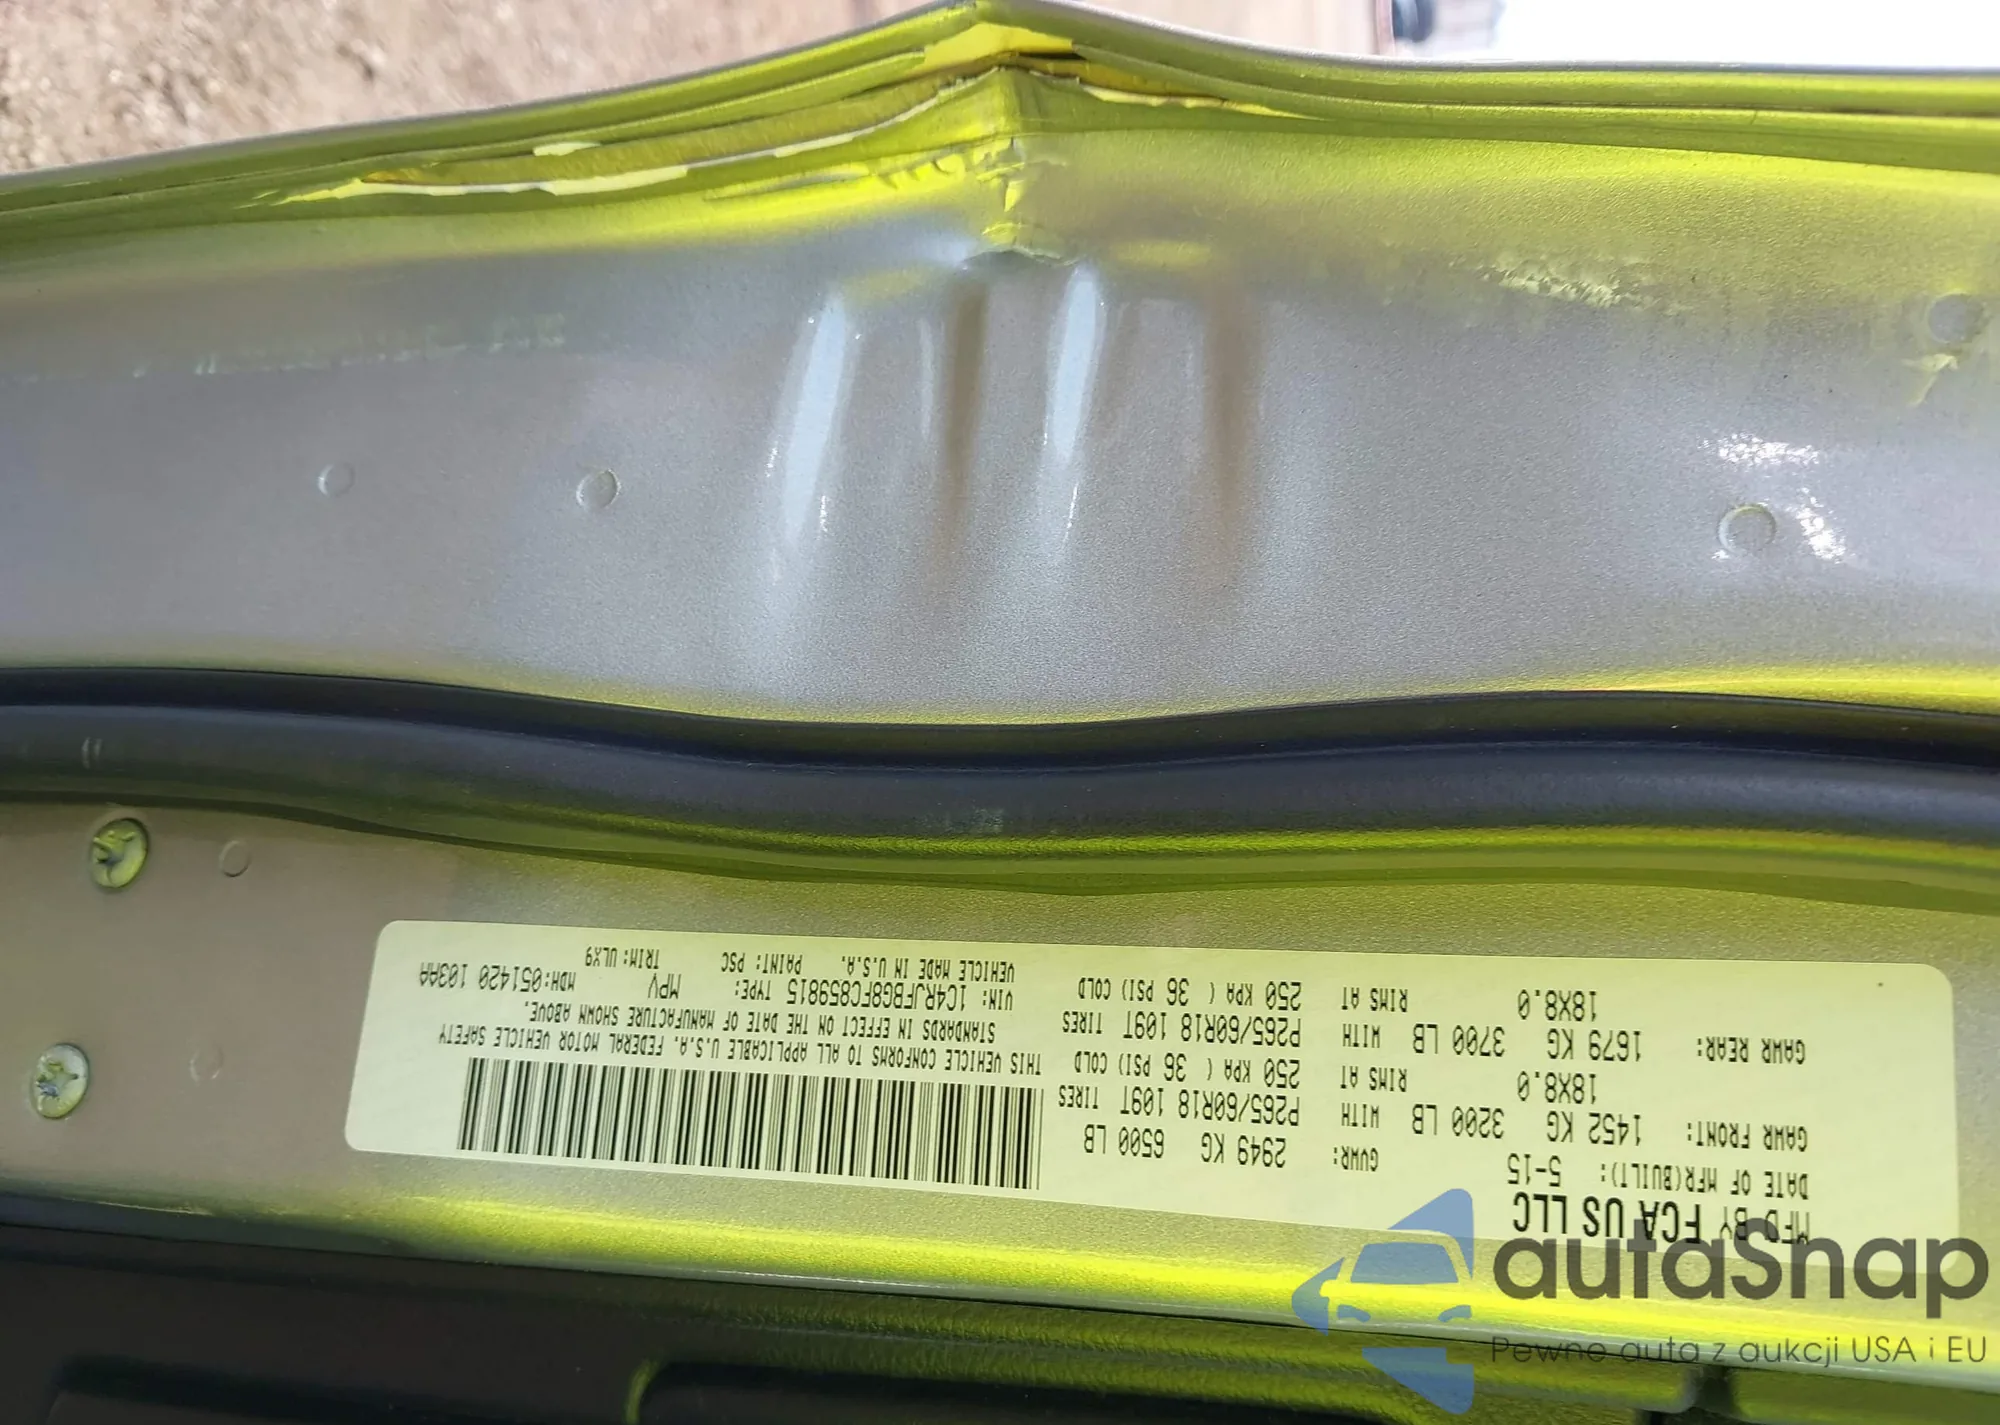 MFD BY FCA US LLC
DATE OF MFR(BUILT): 5-15 GVWR: 2949 KG 6500 LB
GAWR FRONT: 1452 KG 3200 LB WITH P265/60R18 109T TIRES
18X8.0 RIMS AT 250 KPA ( 36 PSI) COLD
GAWR REAR: 1679 KG 3700 LB WITH P265/60R18 109T TIRES
18X8.0 RIMS AT 250 KPA ( 36 PSI) COLD
THIS VEHICLE CONFORMS TO ALL APPLICABLE U.S.A. FEDERAL MOTOR VEHICLE SAFETY
STANDARDS IN EFFECT ON THE DATE OF MANUFACTURE SHOWN ABOVE.
VIN: 1C4RJFBG8FC859815 TYPE: MPV MDH:051420 103AA
VEHICLE MADE IN U.S.A. PAINT: PSC TRIM: ULX9
autaSnap
Pewne auta z aukcji USA i EU